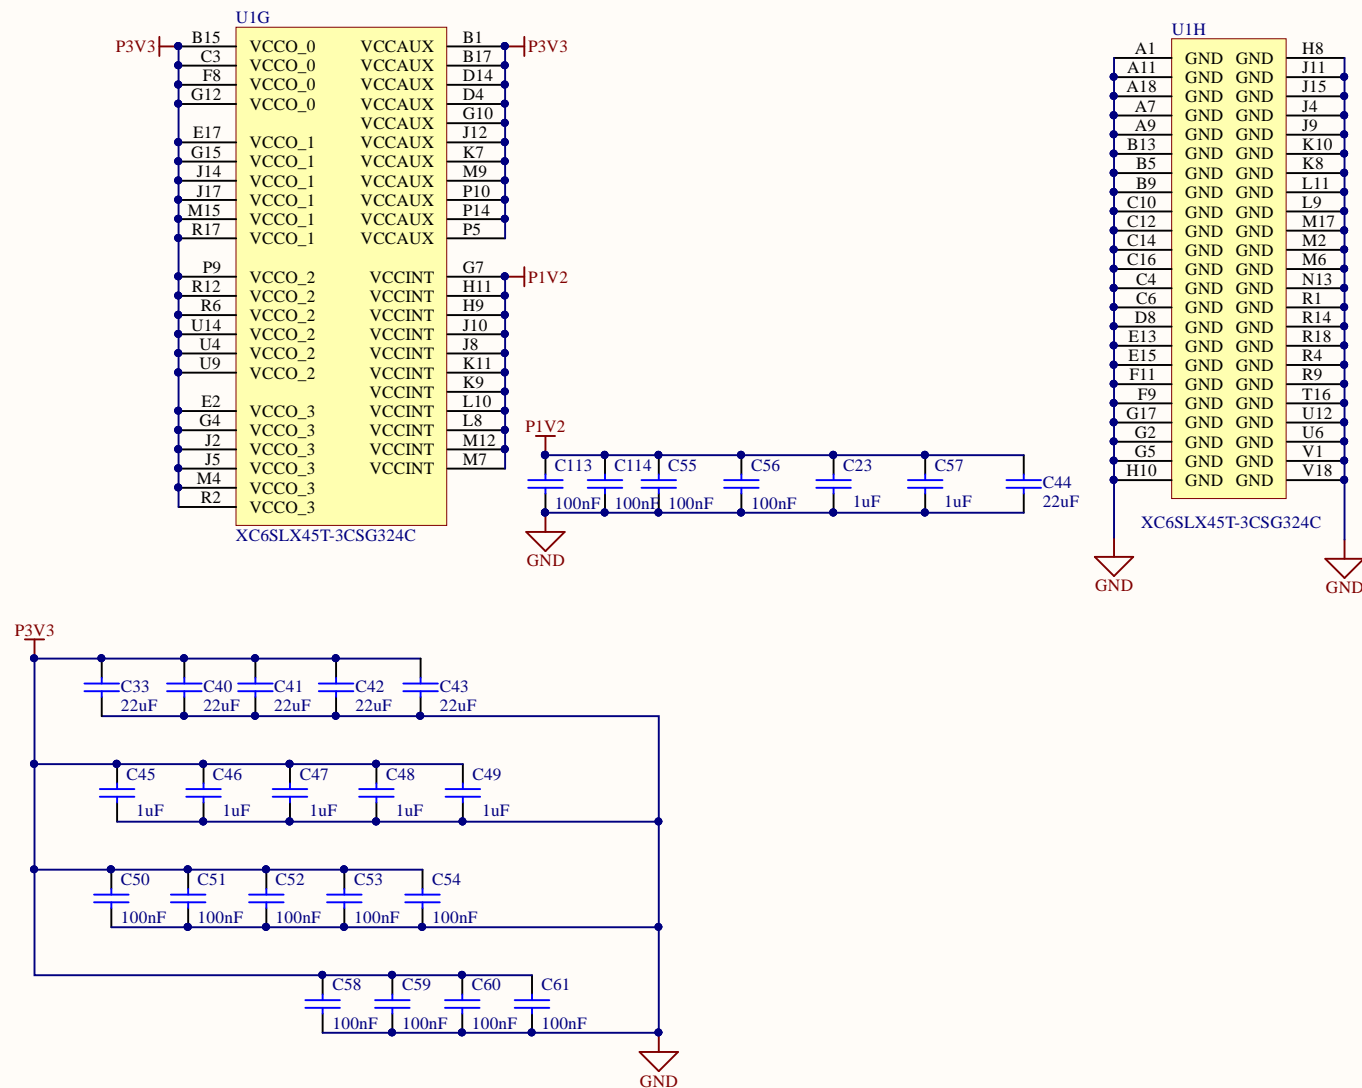 U1G
P3V3
B15 VCCO_0 VCCAUX B1
P3V3
C3 VCCO_0 VCCAUX B17
F8 VCCO_0 VCCAUX D14
G12 VCCO_0 VCCAUX D4
VCCAUX G10
E17 VCCO_1 VCCAUX J12
G15 VCCO_1 VCCAUX K7
J14 VCCO_1 VCCAUX M9
J17 VCCO_1 VCCAUX P10
M15 VCCO_1 VCCAUX P14
R17 VCCO_1 VCCAUX P5
P9 VCCO_2 VCCINT G7
P1V2
R12 VCCO_2 VCCINT H11
R6 VCCO_2 VCCINT H9
U14 VCCO_2 VCCINT J10
U4 VCCO_2 VCCINT J8
U9 VCCO_2 VCCINT K11
VCCINT K9
E2 VCCO_3 VCCINT L10
G4 VCCO_3 VCCINT L8
J2 VCCO_3 VCCINT M12
J5 VCCO_3 VCCINT M7
M4 VCCO_3
R2 VCCO_3
XC6SLX45T-3CSG324C
U1H
A1 GND GND H8
A11 GND GND J11
A18 GND GND J15
A7 GND GND J4
A9 GND GND J9
B13 GND GND K10
B5 GND GND K8
B9 GND GND L11
C10 GND GND L9
C12 GND GND M17
C14 GND GND M2
C16 GND GND M6
C4 GND GND N13
C6 GND GND R1
D8 GND GND R14
E13 GND GND R18
E15 GND GND R4
F11 GND GND R9
F9 GND GND T16
G17 GND GND U12
G2 GND GND U6
G5 GND GND V1
H10 GND GND V18
XC6SLX45T-3CSG324C
GND GND
P1V2
C113 C114 C55 C56 C23 C57 C44
100nF 100nF 100nF 100nF 1uF 1uF 22uF
GND
P3V3
C33 C40 C41 C42 C43
22uF 22uF 22uF 22uF 22uF
C45 C46 C47 C48 C49
1uF 1uF 1uF 1uF 1uF
C50 C51 C52 C53 C54
100nF 100nF 100nF 100nF 100nF
C58 C59 C60 C61
100nF 100nF 100nF 100nF
GND